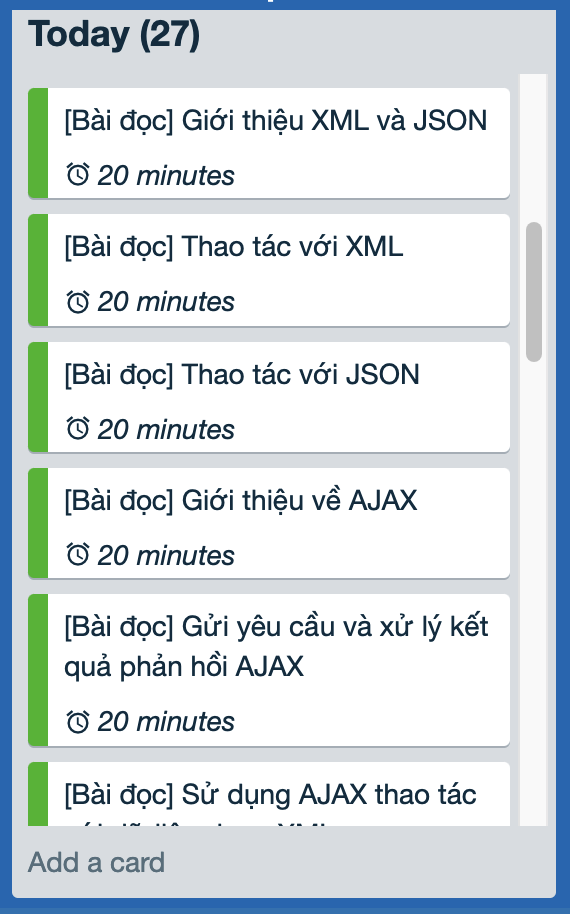 Today (27)
[Bài đọc] Giới thiệu XML và JSON
20 minutes
[Bài đọc] Thao tác với XML
20 minutes
[Bài đọc] Thao tác với JSON
20 minutes
[Bài đọc] Giới thiệu về AJAX
20 minutes
[Bài đọc] Gửi yêu cầu và xử lý kết
quả phản hồi AJAX
20 minutes
[Bài đọc] Sử dụng AJAX thao tác
Add a card